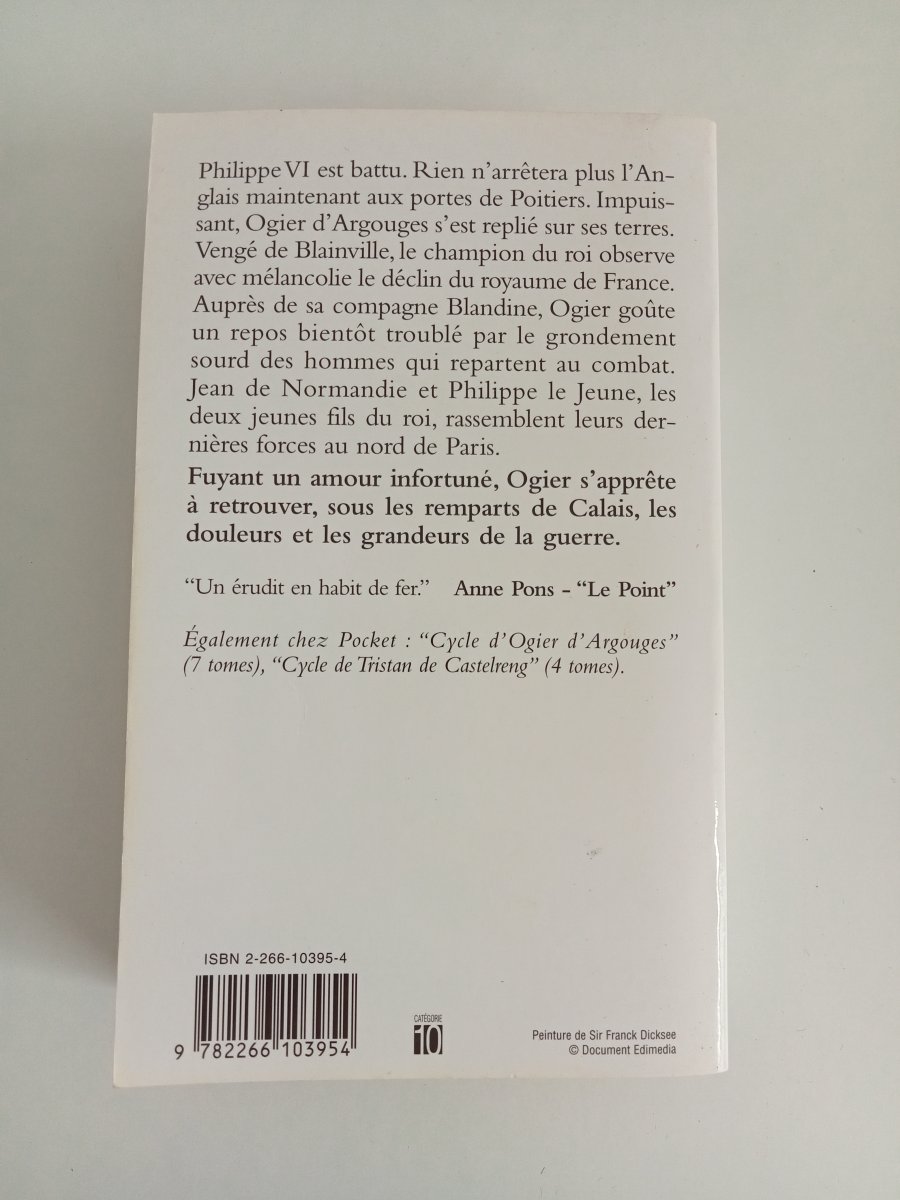 Philippe VI est battu. Rien n'arrêtera plus l'An-
glais maintenant aux portes de Poitiers. Impuis-
sant, Ogier d'Argouges s'est replié sur ses terres.
Vengé de Blainville, le champion du roi observe
avec mélancolie le déclin du royaume de France.
Auprès de sa compagne Blandine, Ogier goûte
un repos bientôt troublé par le grondement
sourd des hommes qui repartent au combat.
Jean de Normandie et Philippe le Jeune, les
deux jeunes fils du roi, rassemblent leurs der-
nières forces au nord de Paris.
Fuyant un amour infortuné, Ogier s'apprête
à retrouver, sous les remparts de Calais, les
douleurs et les grandeurs de la guerre.
“Un érudit en habit de fer.” Anne Pons – “Le Point”
Également chez Pocket : “Cycle d'Ogier d'Argouges”
(7 tomes), “Cycle de Tristan de Castelreng” (4 tomes).
ISBN 2-266-10395-4
9 782266 103954
CATÉGORIE
10
Peinture de Sir Franck Dicksee
© Document Edimedia